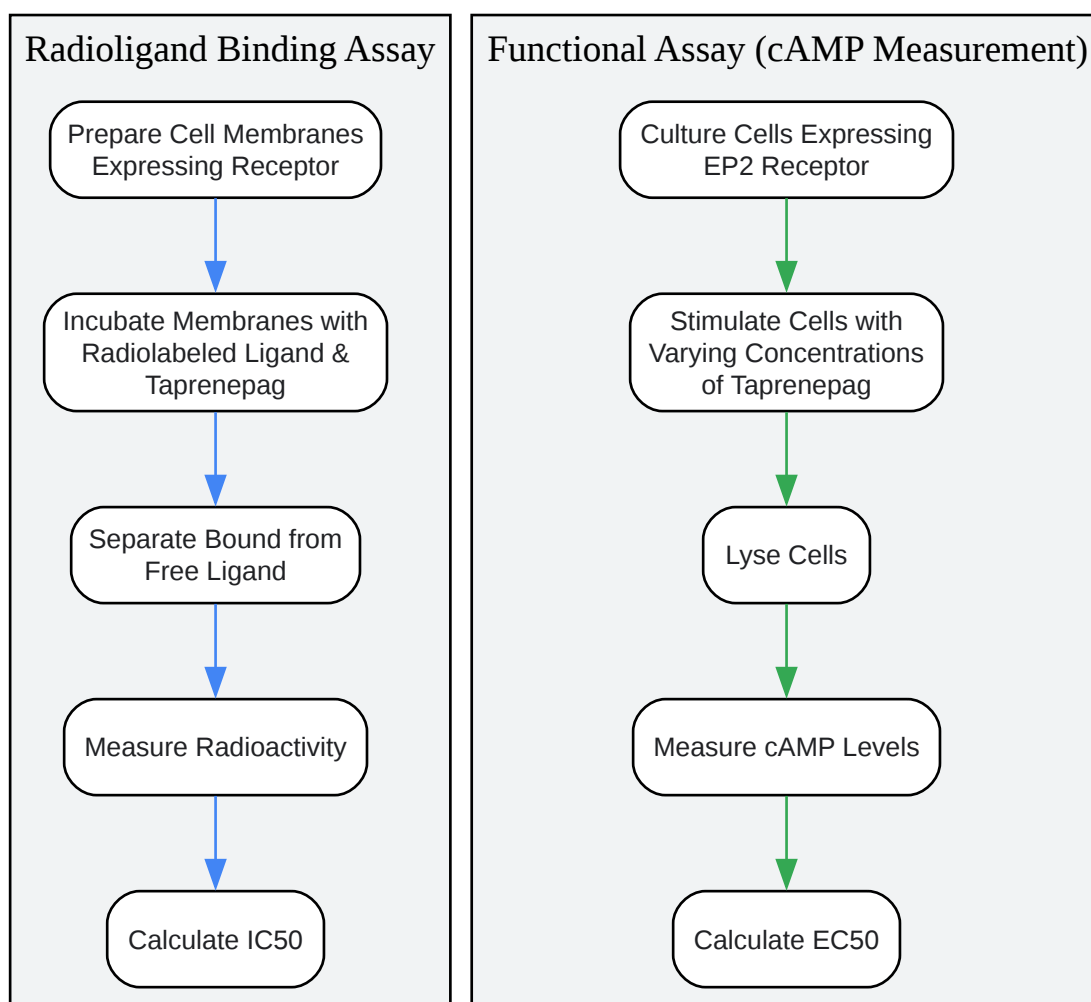 Radioligand Binding Assay
Prepare Cell Membranes
Expressing Receptor
Incubate Membranes with
Radiolabeled Ligand &
Taprenepag
Separate Bound from
Free Ligand
Measure Radioactivity
Calculate IC50
Functional Assay (cAMP Measurement)
Culture Cells Expressing
EP2 Receptor
Stimulate Cells with
Varying Concentrations
of Taprenepag
Lyse Cells
Measure cAMP Levels
Calculate EC50